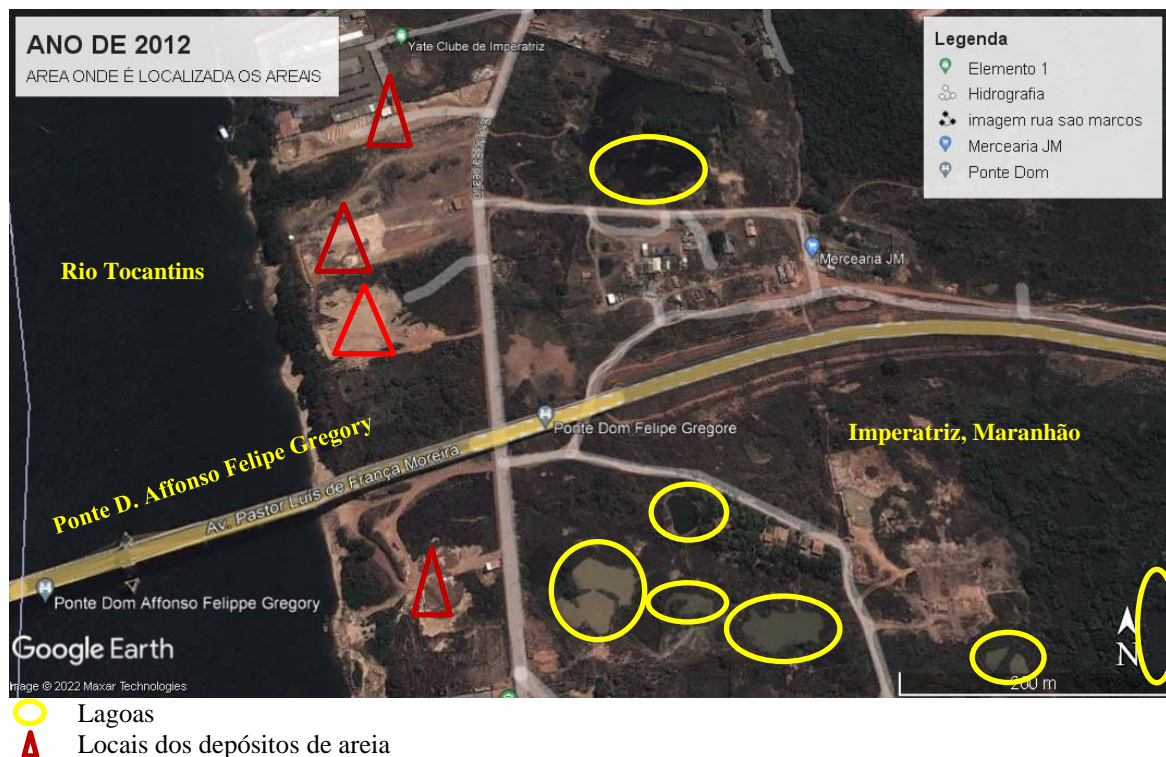 ANO DE 2012
AREA ONDE É LOCALIZADA OS AREAIS
Yate Clube de Imperatriz
Legenda
Elemento 1
Hidrografia
imagem rua sao marcos
Mercearia JM
Ponte Dom
Rio Tocantins
Mercearia JM
Ponte D. Affonso Felipe Gregory
Av. Pastor Luís de França Moreira
Ponte Dom Felipe Gregore
Imperatriz, Maranhão
Ponte Dom Affonso Felippe Gregory
Google Earth
Image © 2022 Maxar Technologies
N
200 m
Lagoas
Locais dos depósitos de areia